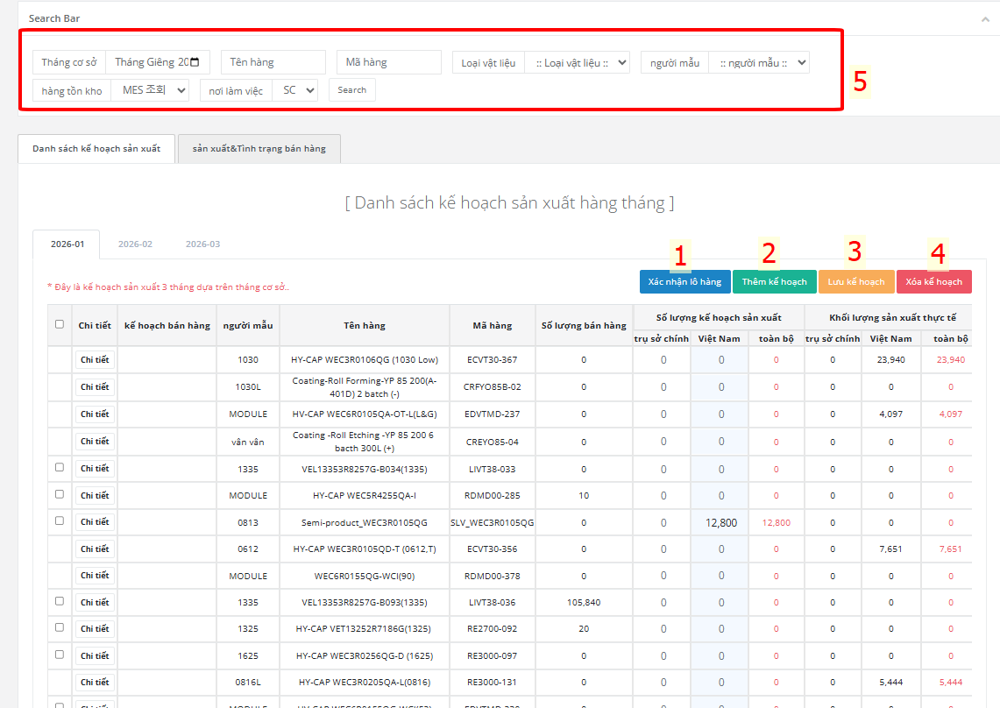 Search Bar
Tháng cơ sở Tháng Giêng 20 Tên hàng Mã hàng Loại vật liệu :: Loại vật liệu :: người mẫu :: người mẫu ::
hàng tồn kho MES 조회 nơi làm việc SC Search
5
Danh sách kế hoạch sản xuất sản xuất&Tình trạng bán hàng
[ Danh sách kế hoạch sản xuất hàng tháng ]
2026-01 2026-02 2026-03
1 2 3 4
* Đây là kế hoạch sản xuất 3 tháng dựa trên tháng cơ sở..
Xác nhận lô hàng Thêm kế hoạch Lưu kế hoạch Xóa kế hoạch
Chi tiết kế hoạch bán hàng người mẫu Tên hàng Mã hàng Số lượng bán hàng Số lượng kế hoạch sản xuất Khối lượng sản xuất thực tế
trụ sở chính Việt Nam toàn bộ trụ sở chính Việt Nam toàn bộ
Chi tiết 1030 HY-CAP WEC3R0106QG (1030 Low) ECVT30-367 0 0 0 0 0 23,940 23,940
Chi tiết 1030L Coating-Roll Forming-YP 85 200(A-
401D) 2 batch (-) CRFYO85B-02 0 0 0 0 0 0 0
Chi tiết MODULE HV-CAP WEC6R0105QA-OT-L(L&G) EDVTMD-237 0 0 0 0 0 4,097 4,097
Chi tiết vân vân Coating -Roll Etching -YP 85 200 6
bacth 300L (+) CREYO85-04 0 0 0 0 0 0 0
Chi tiết 1335 VEL13353R8257G-B034(1335) LIVT38-033 0 0 0 0 0 0 0
Chi tiết MODULE HY-CAP WEC5R4255QA-I RDMD00-285 10 0 0 0 0 0 0
Chi tiết 0813 Semi-product_WEC3R0105QG SLV_WEC3R0105QG 0 0 12,800 12,800 0 0 0
Chi tiết 0612 HY-CAP WEC3R0105QD-T (0612,T) ECVT30-356 0 0 0 0 0 7,651 7,651
Chi tiết MODULE WEC6R0155QG-WCI(90) RDMD00-378 0 0 0 0 0 0 0
Chi tiết 1335 VEL13353R8257G-B093(1335) LIVT38-036 105,840 0 0 0 0 0 0
Chi tiết 1325 HY-CAP VET13252R7186G(1325) RE2700-092 20 0 0 0 0 0 0
Chi tiết 1625 HY-CAP WEC3R0256QG-D (1625) RE3000-097 0 0 0 0 0 0 0
Chi tiết 0816L HY-CAP WEC3R0205QA-L(0816) RE3000-131 0 0 0 0 0 5,444 5,444